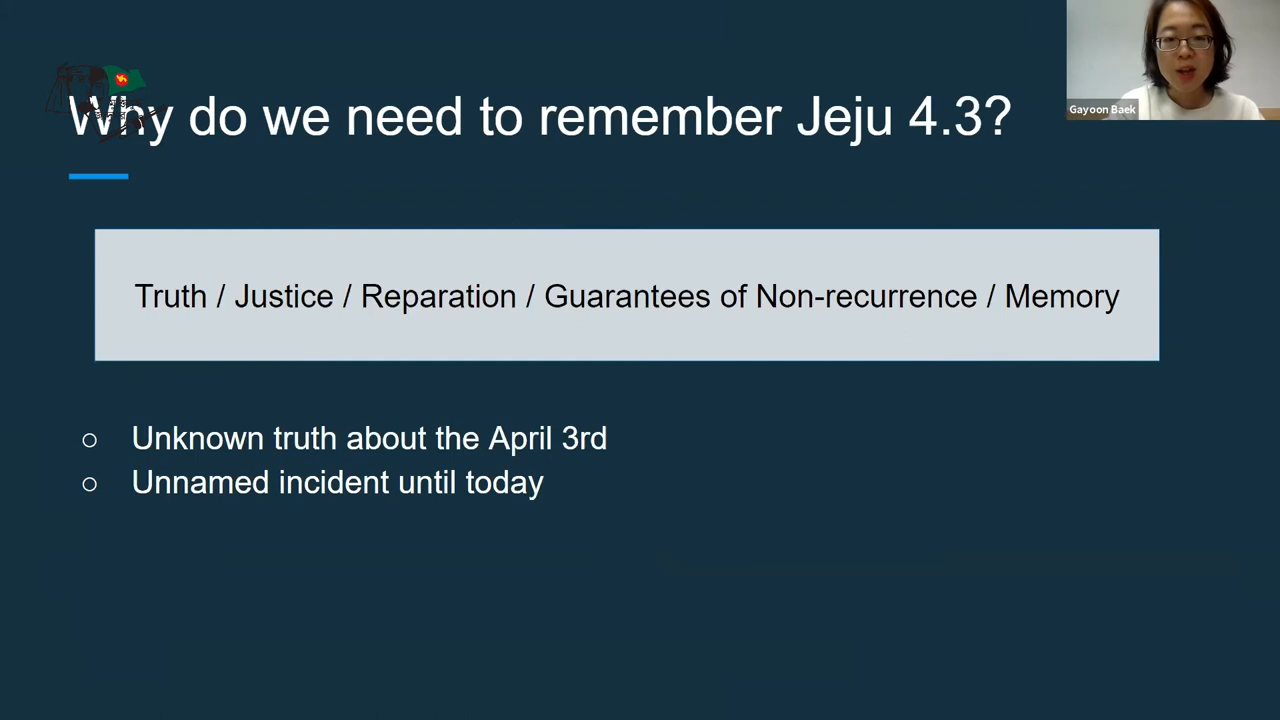 Why do we need to remember Jeju 4.3?
Gayoon Baek
Truth / Justice / Reparation / Guarantees of Non-recurrence / Memory
○ Unknown truth about the April 3rd
○ Unnamed incident until today